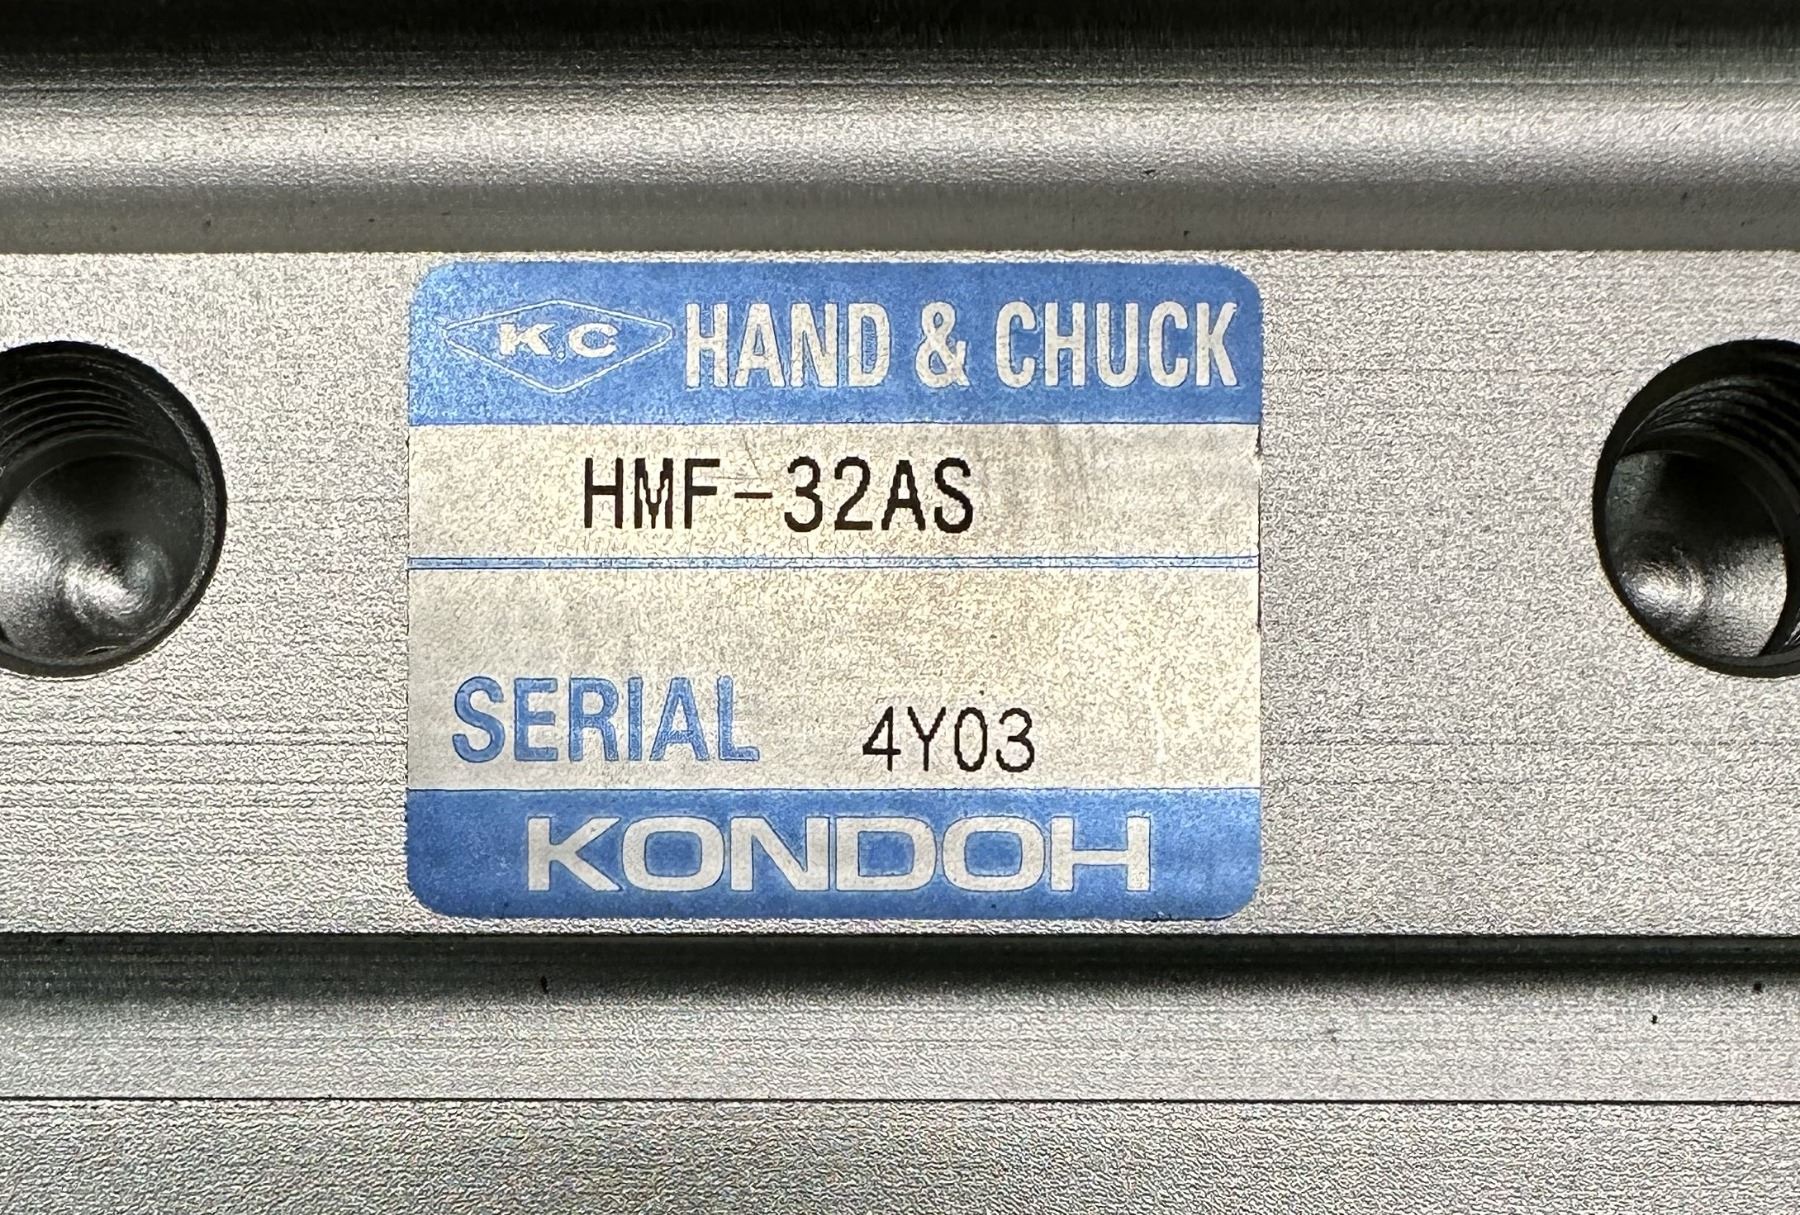 K.C HAND & CHUCK
HMF-32AS
SERIAL 4Y03
KONDOH